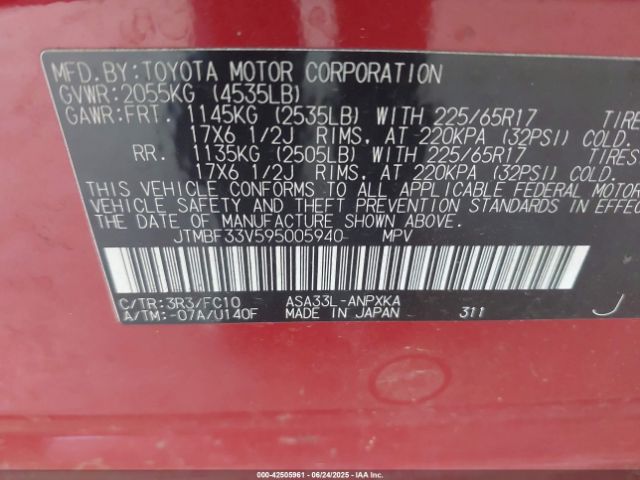 MFD.BY:TOYOTA MOTOR CORPORATION
GVWR:2055KG (4535LB)
GAWR:FRT. 1145KG (2535LB) WITH 225/65R17 TIRE
17X6 1/2J RIMS, AT 220KPA (32PSI) COLD.
RR. 1135KG (2505LB) WITH 225/65R17 TIRES
17X6 1/2J RIMS, AT 220KPA (32PSI) COLD.
THIS VEHICLE CONFORMS TO ALL APPLICABLE FEDERAL MOTOR
VEHICLE SAFETY AND THEFT PREVENTION STANDARDS IN EFFEC
DATE OF MANUFACTURE SHOWN ABOVE.
JTMBF33V595005940 MPV
C/TR:3R3/FC10 ASA33L-ANPXKA
A/TM:-07A/U140F MADE IN JAPAN 311 J
000-42505961 - 06/24/2025 - IAAI.COM